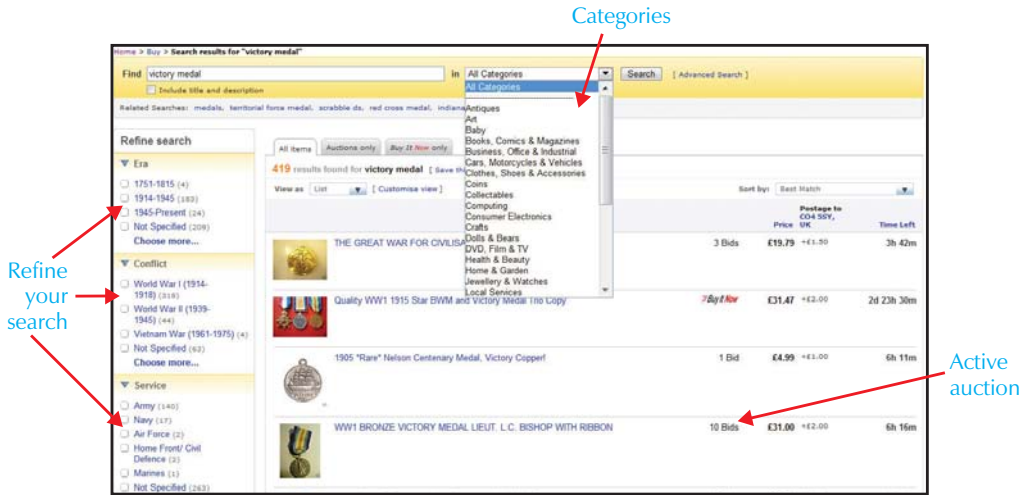 Categories
Home > Buy > Search results for "victory medal"
Find victory medal in All Categories Search [ Advanced Search ]
Include title and description
All Categories
Related Searches: medals, territorial force medal, scrabble ds, red cross medal, indiana
Antiques
Art
Baby
Books, Comics & Magazines
Business, Office & Industrial
Cars, Motorcycles & Vehicles
Clothes, Shoes & Accessories
Coins
Collectables
Computing
Consumer Electronics
Crafts
Dolls & Bears
DVD, Film & TV
Health & Beauty
Home & Garden
Jewellery & Watches
Local Services
Refine search
Era
1751-1815 (4)
1914-1945 (183)
1945-Present (24)
Not Specified (208)
Choose more...
Conflict
World War I (1914-
1918) (318)
World War II (1939-
1945) (44)
Vietnam War (1961-1975) (4)
Not Specified (62)
Choose more...
Service
Army (140)
Navy (17)
Air Force (2)
Home Front/ Civil
Defence (2)
Marines (1)
Not Specified (263)
All items Auctions only Buy It Now only
419 results found for victory medal [ Save
View as List [ Customise view ] Sort by: Best Match
Postage to
CO4 5SY,
Price UK Time Left
THE GREAT WAR FOR CIVILISA 3 Bids £19.79 +£1.50 3h 42m
Quality WW1 1915 Star BWM and Victory Medal Trio Copy Buy It Now £31.47 +£2.00 2d 23h 30m
1905 *Rare* Nelson Centenary Medal, Victory Copper! 1 Bid £4.99 +£1.00 6h 11m
WW1 BRONZE VICTORY MEDAL LIEUT. L.C. BISHOP WITH RIBBON 10 Bids £31.00 +£2.00 6h 16m
Refine
your
search
Active
auction